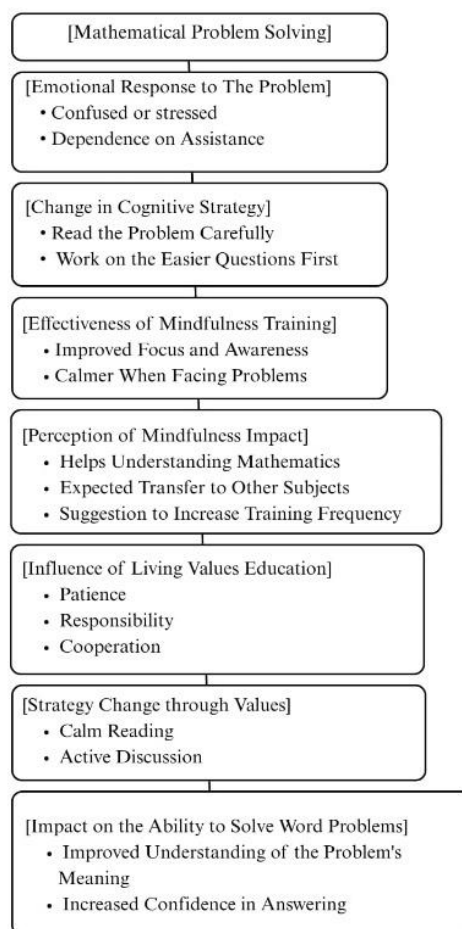 [Mathematical Problem Solving]
[Emotional Response to The Problem]
• Confused or stressed
• Dependence on Assistance
[Change in Cognitive Strategy]
• Read the Problem Carefully
• Work on the Easier Questions First
[Effectiveness of Mindfulness Training]
• Improved Focus and Awareness
• Calmer When Facing Problems
[Perception of Mindfulness Impact]
• Helps Understanding Mathematics
• Expected Transfer to Other Subjects
• Suggestion to Increase Training Frequency
[Influence of Living Values Education]
• Patience
• Responsibility
• Cooperation
[Strategy Change through Values]
• Calm Reading
• Active Discussion
[Impact on the Ability to Solve Word Problems]
• Improved Understanding of the Problem's
Meaning
• Increased Confidence in Answering